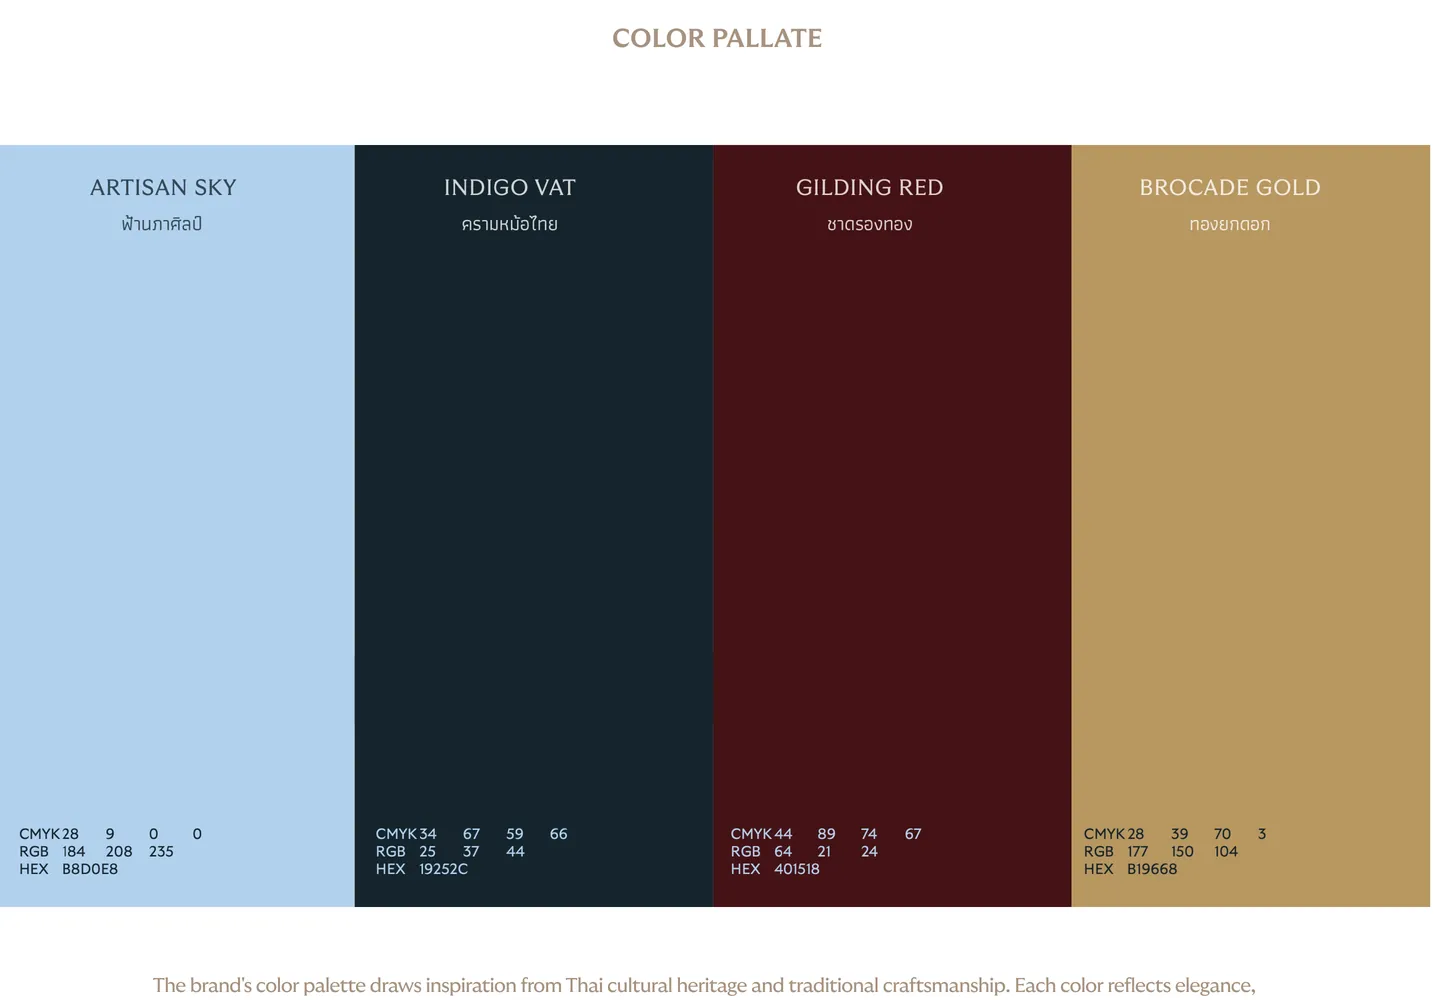 COLOR PALLATE
ARTISAN SKY
ฟ้านภาศิลป์
CMYK 28 9 0 0
RGB 184 208 235
HEX B8D0E8
INDIGO VAT
ครามหม้อไทย
CMYK 34 67 59 66
RGB 25 37 44
HEX 19252C
GILDING RED
ชาดรองทอง
CMYK 44 89 74 67
RGB 64 21 24
HEX 401518
BROCADE GOLD
ทองยกดอก
CMYK 28 39 70 3
RGB 177 150 104
HEX B19668
The brand's color palette draws inspiration from Thai cultural heritage and traditional craftsmanship. Each color reflects elegance,